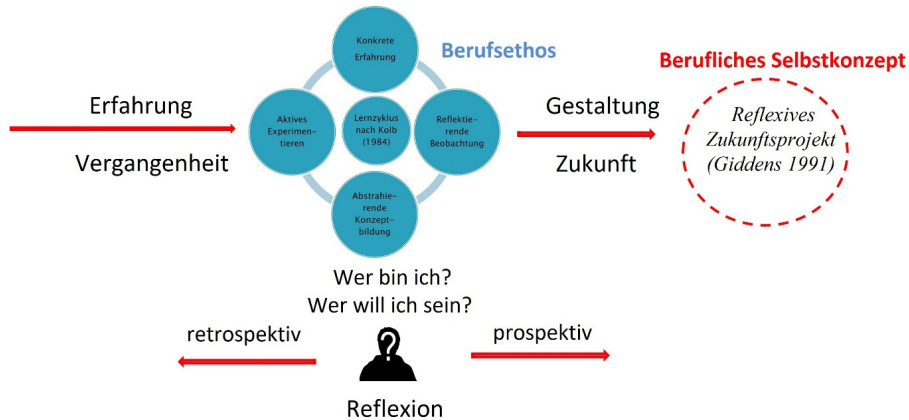 Konkrete
Erfahrung
Berufsethos
Berufliches Selbstkonzept
Erfahrung
Vergangenheit
Aktives
Experimen-
tieren
Lernzyklus
nach Kolb
(1984)
Reflektie-
rende
Beobachtung
Gestaltung
Zukunft
Reflexives
Zukunftsprojekt
(Giddens 1991)
Abstrahie-
rende
Konzept-
bildung
Wer bin ich?
Wer will ich sein?
retrospektiv
?
prospektiv
Reflexion